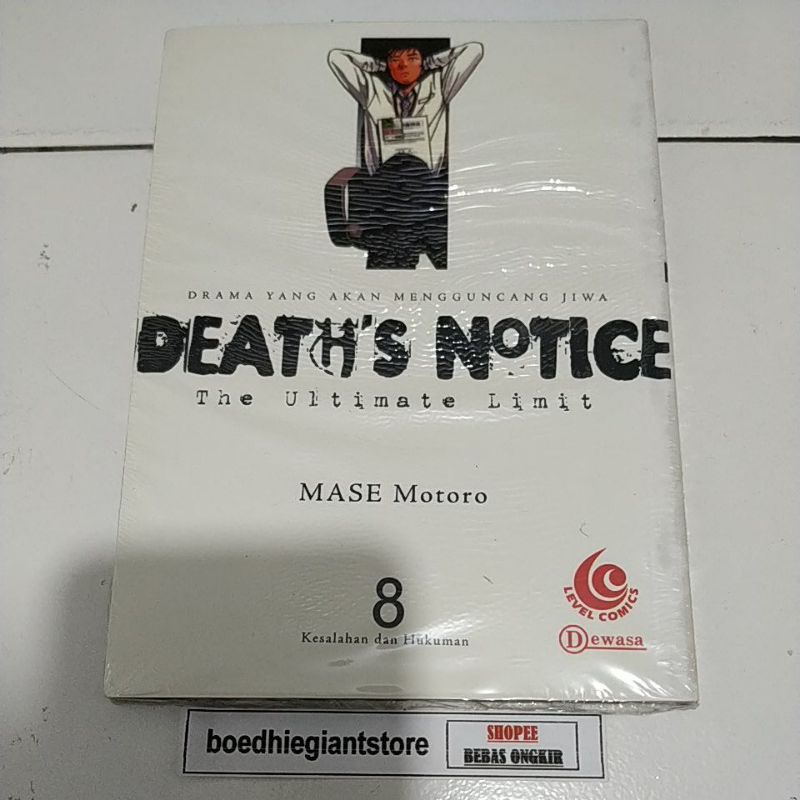 DRAMA YANG AKAN MENGGUNCANG JIWA
DEATH'S NOTICE
The Ultimate Limit
MASE Motoro
8
Kesalahan dan Hukuman
LEVEL COMICS
Dewasa
boedhiegiantstore
SHOPEE
BEBAS ONGKIR